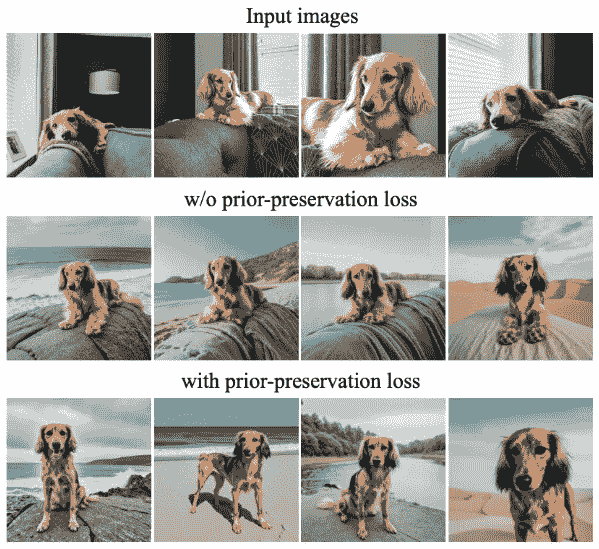 Input images
w/o prior-preservation loss
with prior-preservation loss